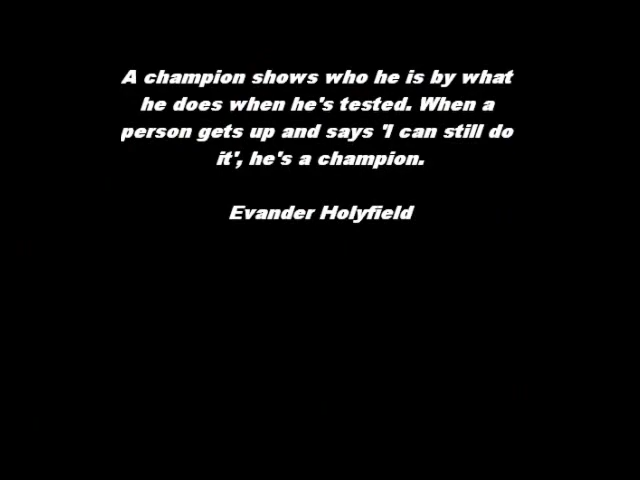 A champion shows who he is by what
he does when he's tested. When a
person gets up and says 'I can still do
it', he's a champion.
Evander Holyfield